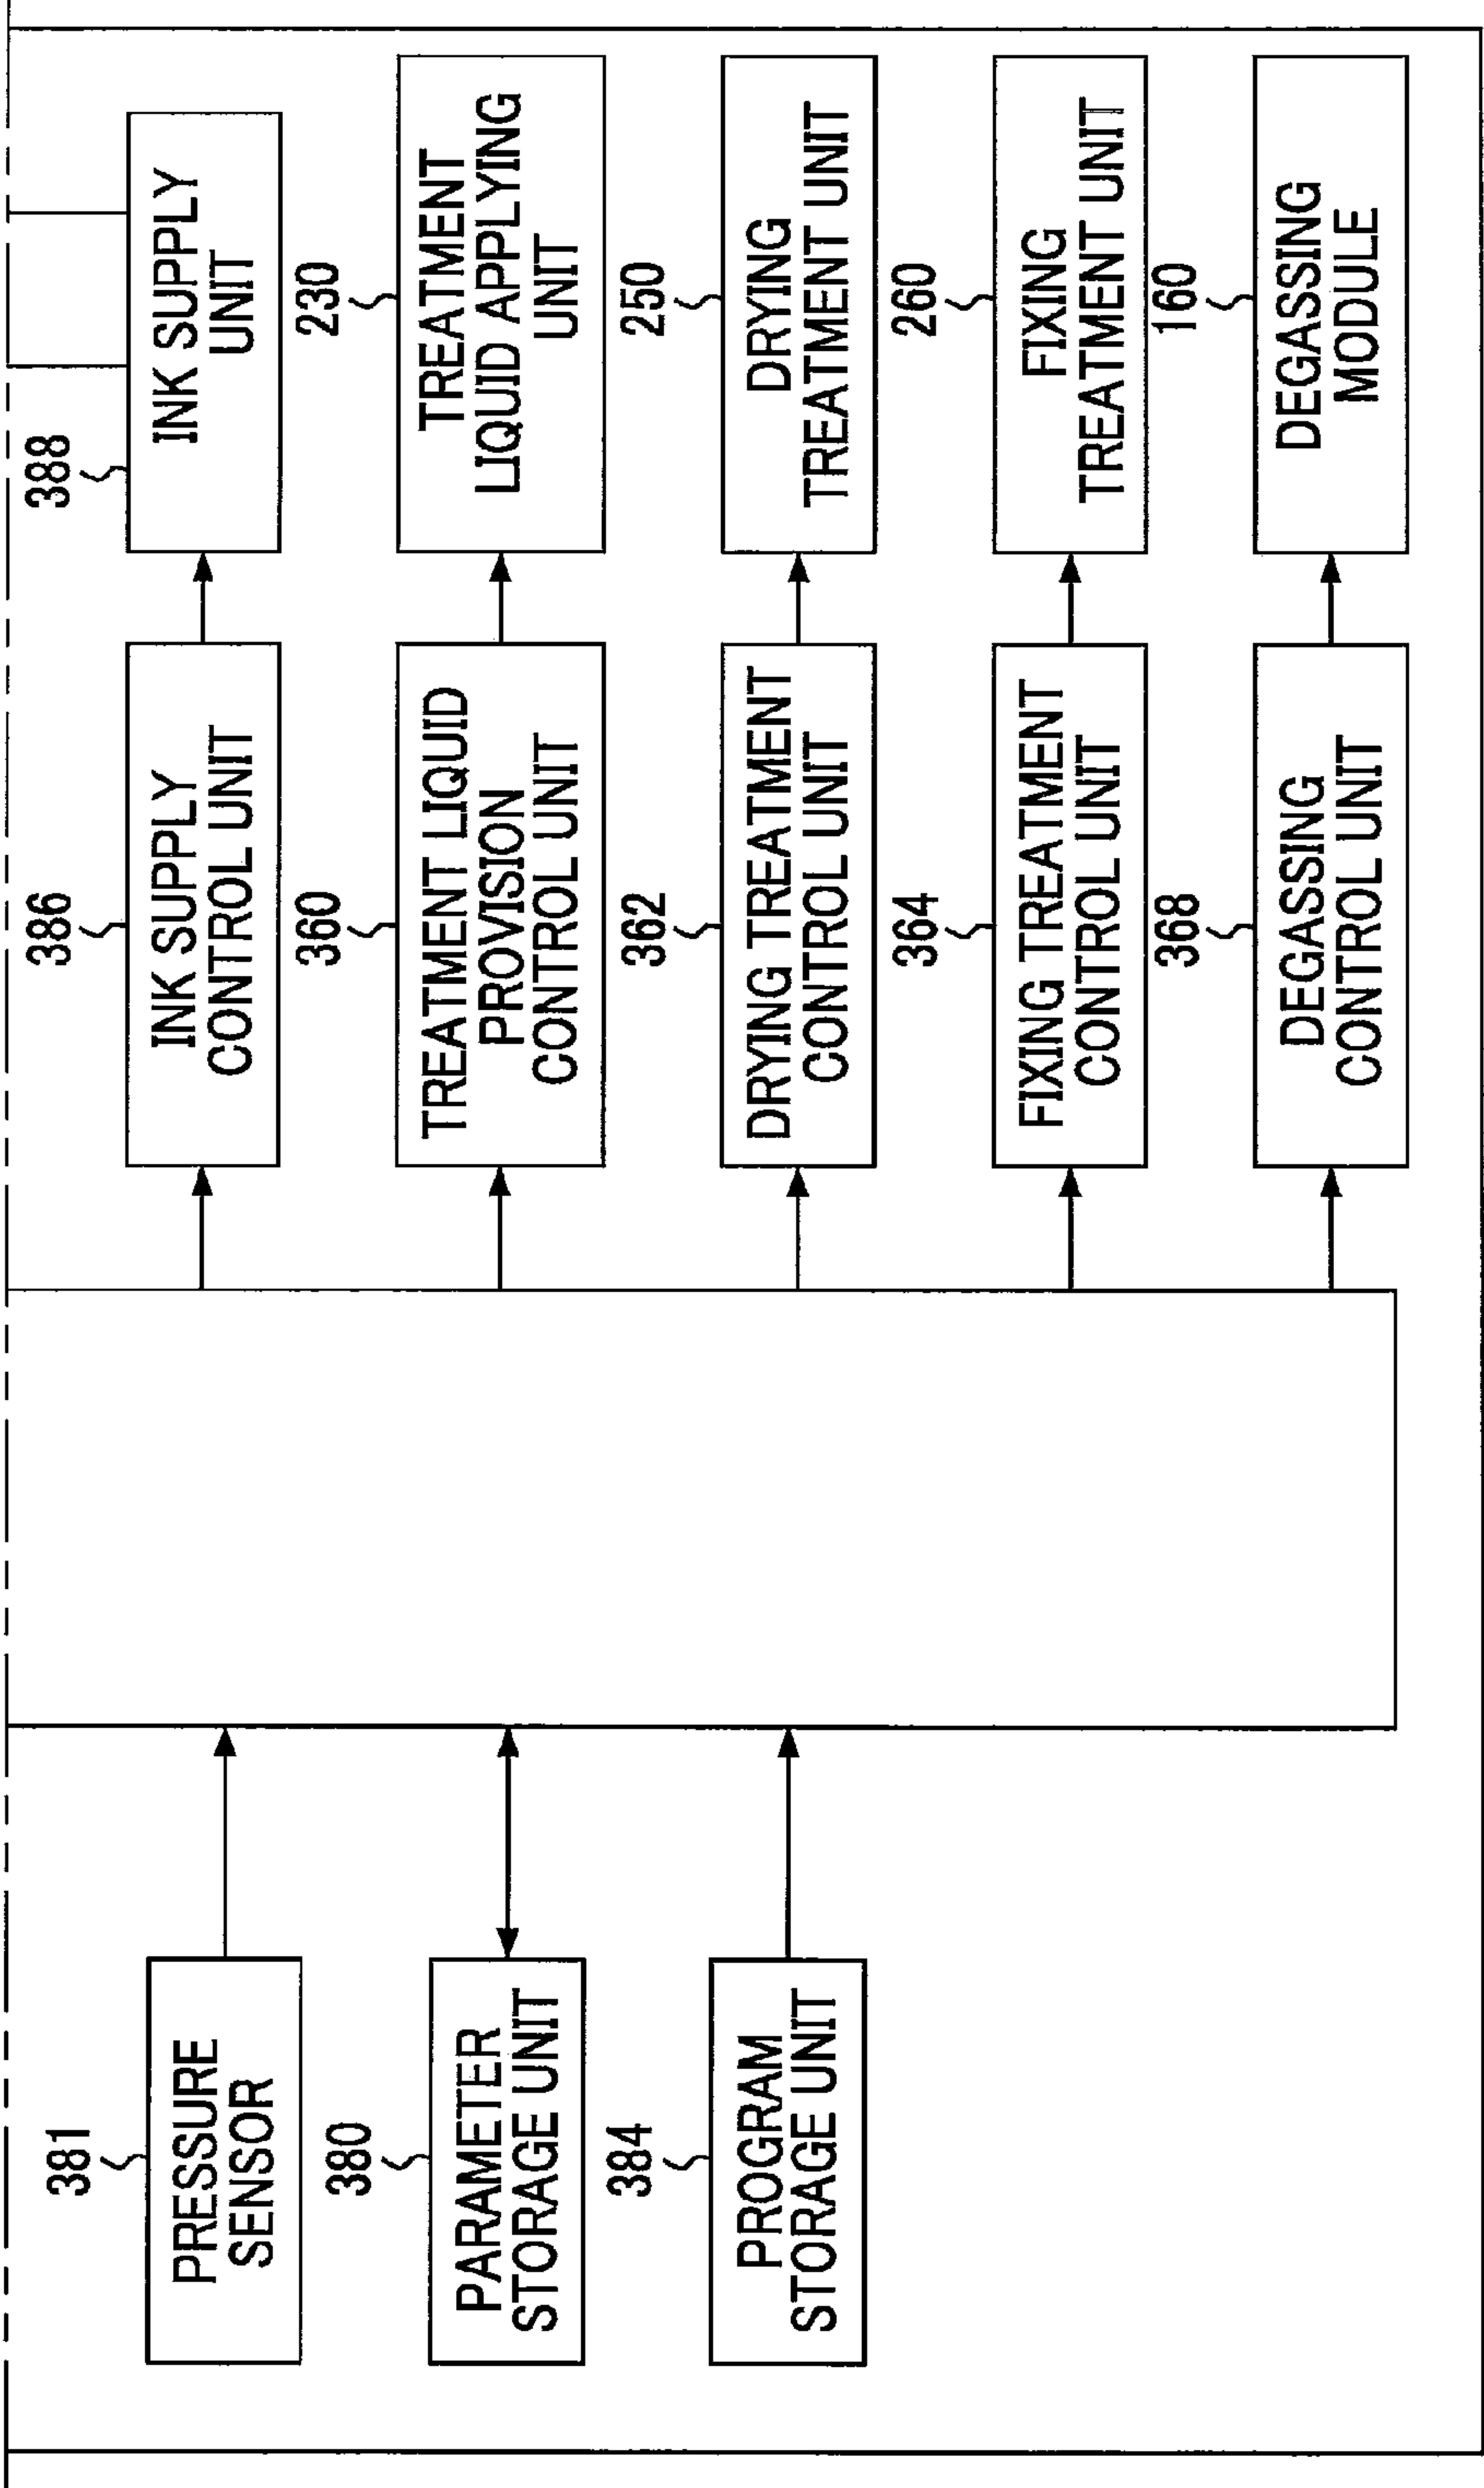 381
PRESSURE
SENSOR
380
PARAMETER
STORAGE UNIT
384
PROGRAM
STORAGE UNIT
386
INK SUPPLY
CONTROL UNIT
388
INK SUPPLY
UNIT
360
TREATMENT LIQUID
PROVISION
CONTROL UNIT
230
TREATMENT
LIQUID APPLYING
UNIT
362
DRYING TREATMENT
CONTROL UNIT
250
DRYING
TREATMENT UNIT
364
FIXING TREATMENT
CONTROL UNIT
260
FIXING
TREATMENT UNIT
368
DEGASSING
CONTROL UNIT
160
DEGASSING
MODULE